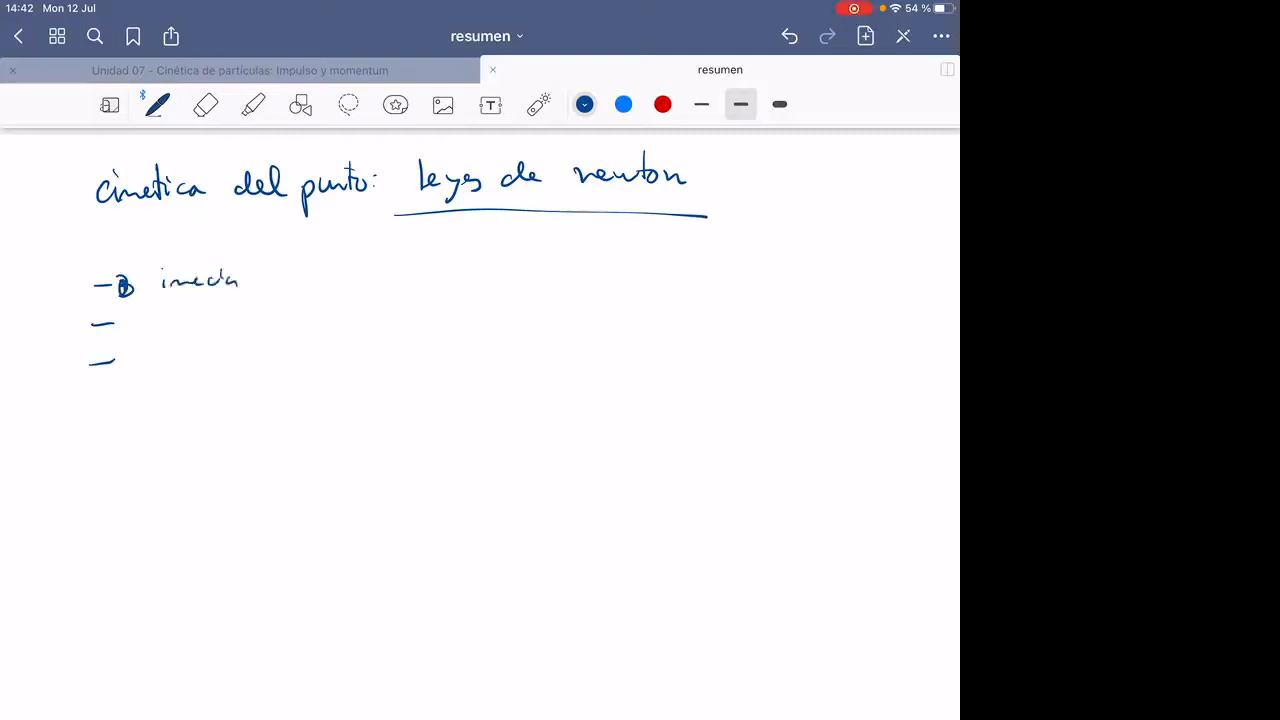 14:42 Mon 12 Jul 54 %
resumen
Unidad 07 - Cinética de partículas: Impulso y momentum
resumen
T
cinetica del punto: leyes de newton
-
-
-